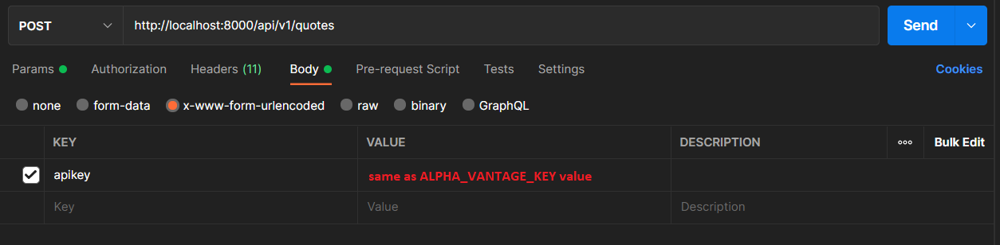 POST http://localhost:8000/api/v1/quotes Send
Params Authorization Headers (11) Body Pre-request Script Tests Settings Cookies
none form-data x-www-form-urlencoded raw binary GraphQL
KEY VALUE DESCRIPTION ooo Bulk Edit
apikey same as ALPHA_VANTAGE_KEY value
Key Value Description